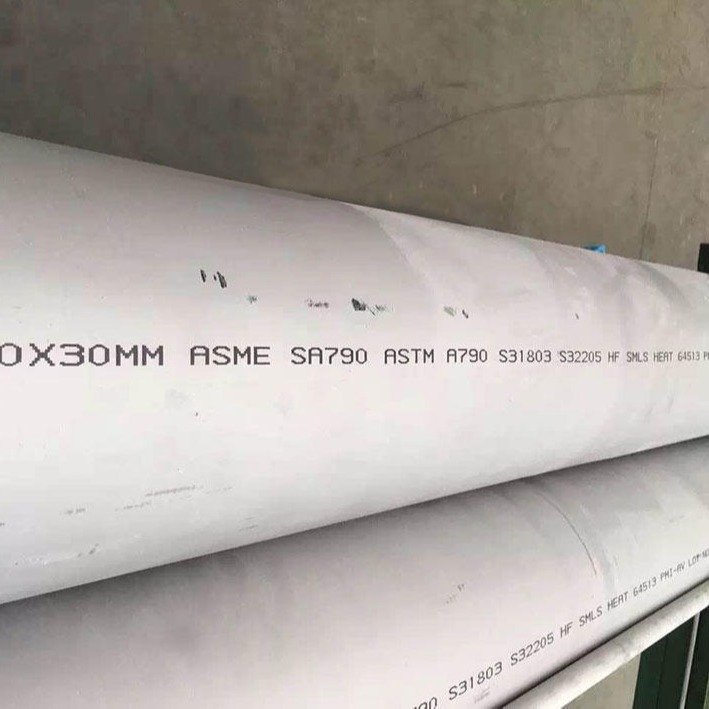 0X30MM ASME SA790 ASTM A790 S31803 S32205 HF SMLS HEAT 64513
S31803 S32205 HF SMLS HEAT 64513 PMI-AV